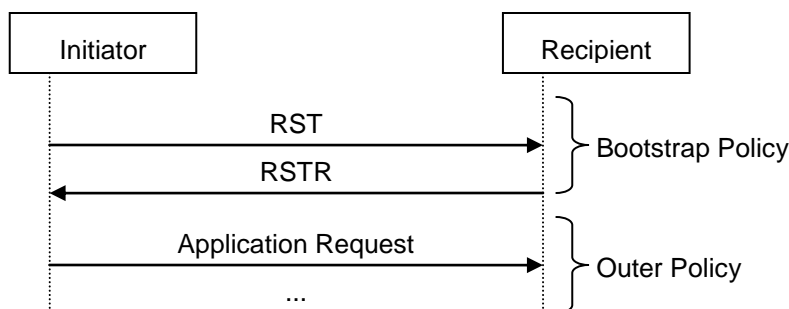 Initiator
Recipient
RST
Bootstrap Policy
RSTR
Application Request
Outer Policy
...